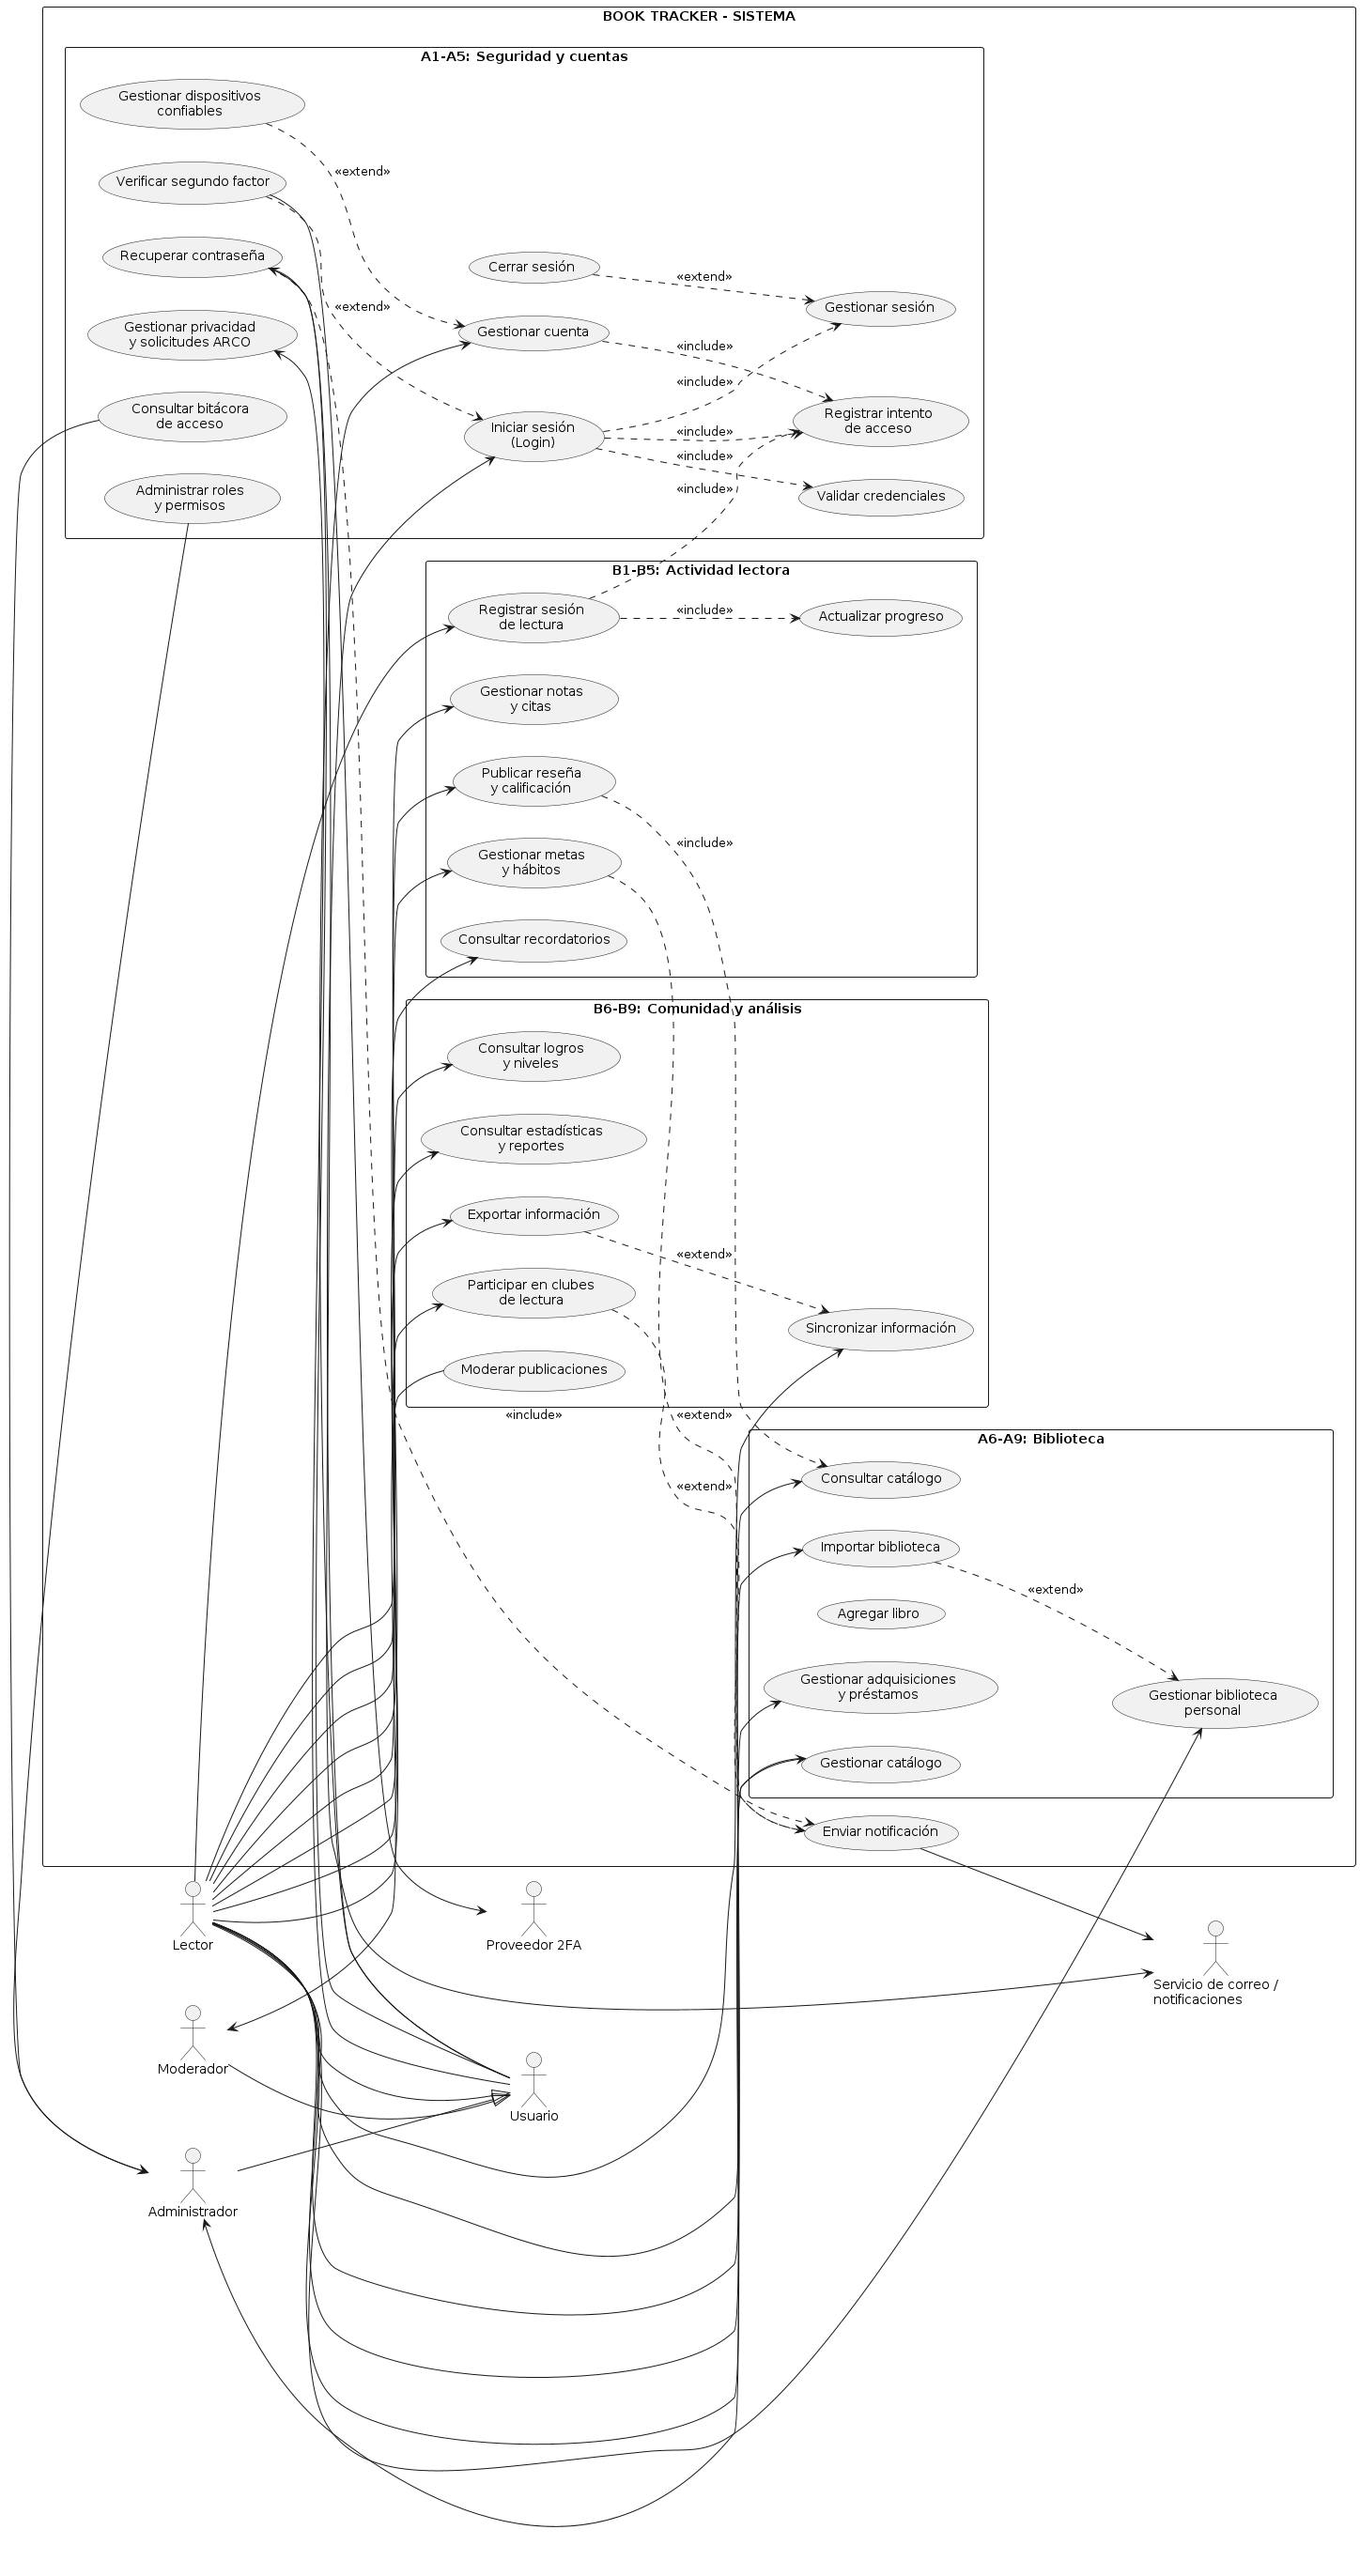 BOOK TRACKER - SISTEMA
A1-A5: Seguridad y cuentas
Gestionar dispositivos
confiables
«extend»
Verificar segundo factor
Recuperar contraseña
Cerrar sesión
«extend»
Gestionar sesión
«extend»
Gestionar privacidad
y solicitudes ARCO
Gestionar cuenta
«include»
«include»
Consultar bitácora
de acceso
Iniciar sesión
(Login)
«include»
Registrar intento
de acceso
«include»
«include»
Validar credenciales
Administrar roles
y permisos
B1-B5: Actividad lectora
Registrar sesión
de lectura
«include»
Actualizar progreso
Gestionar notas
y citas
Publicar reseña
y calificación
«include»
Gestionar metas
y hábitos
Consultar recordatorios
B6-B9: Comunidad y análisis
Consultar logros
y niveles
Consultar estadísticas
y reportes
Exportar información
«extend»
Participar en clubes
de lectura
Sincronizar información
Moderar publicaciones
«include»
«extend»
A6-A9: Biblioteca
Consultar catálogo
«extend»
Importar biblioteca
«extend»
Agregar libro
Gestionar adquisiciones
y préstamos
Gestionar biblioteca
personal
Gestionar catálogo
Enviar notificación
Lector
Proveedor 2FA
Servicio de correo /
notificaciones
Moderador
Usuario
Administrador